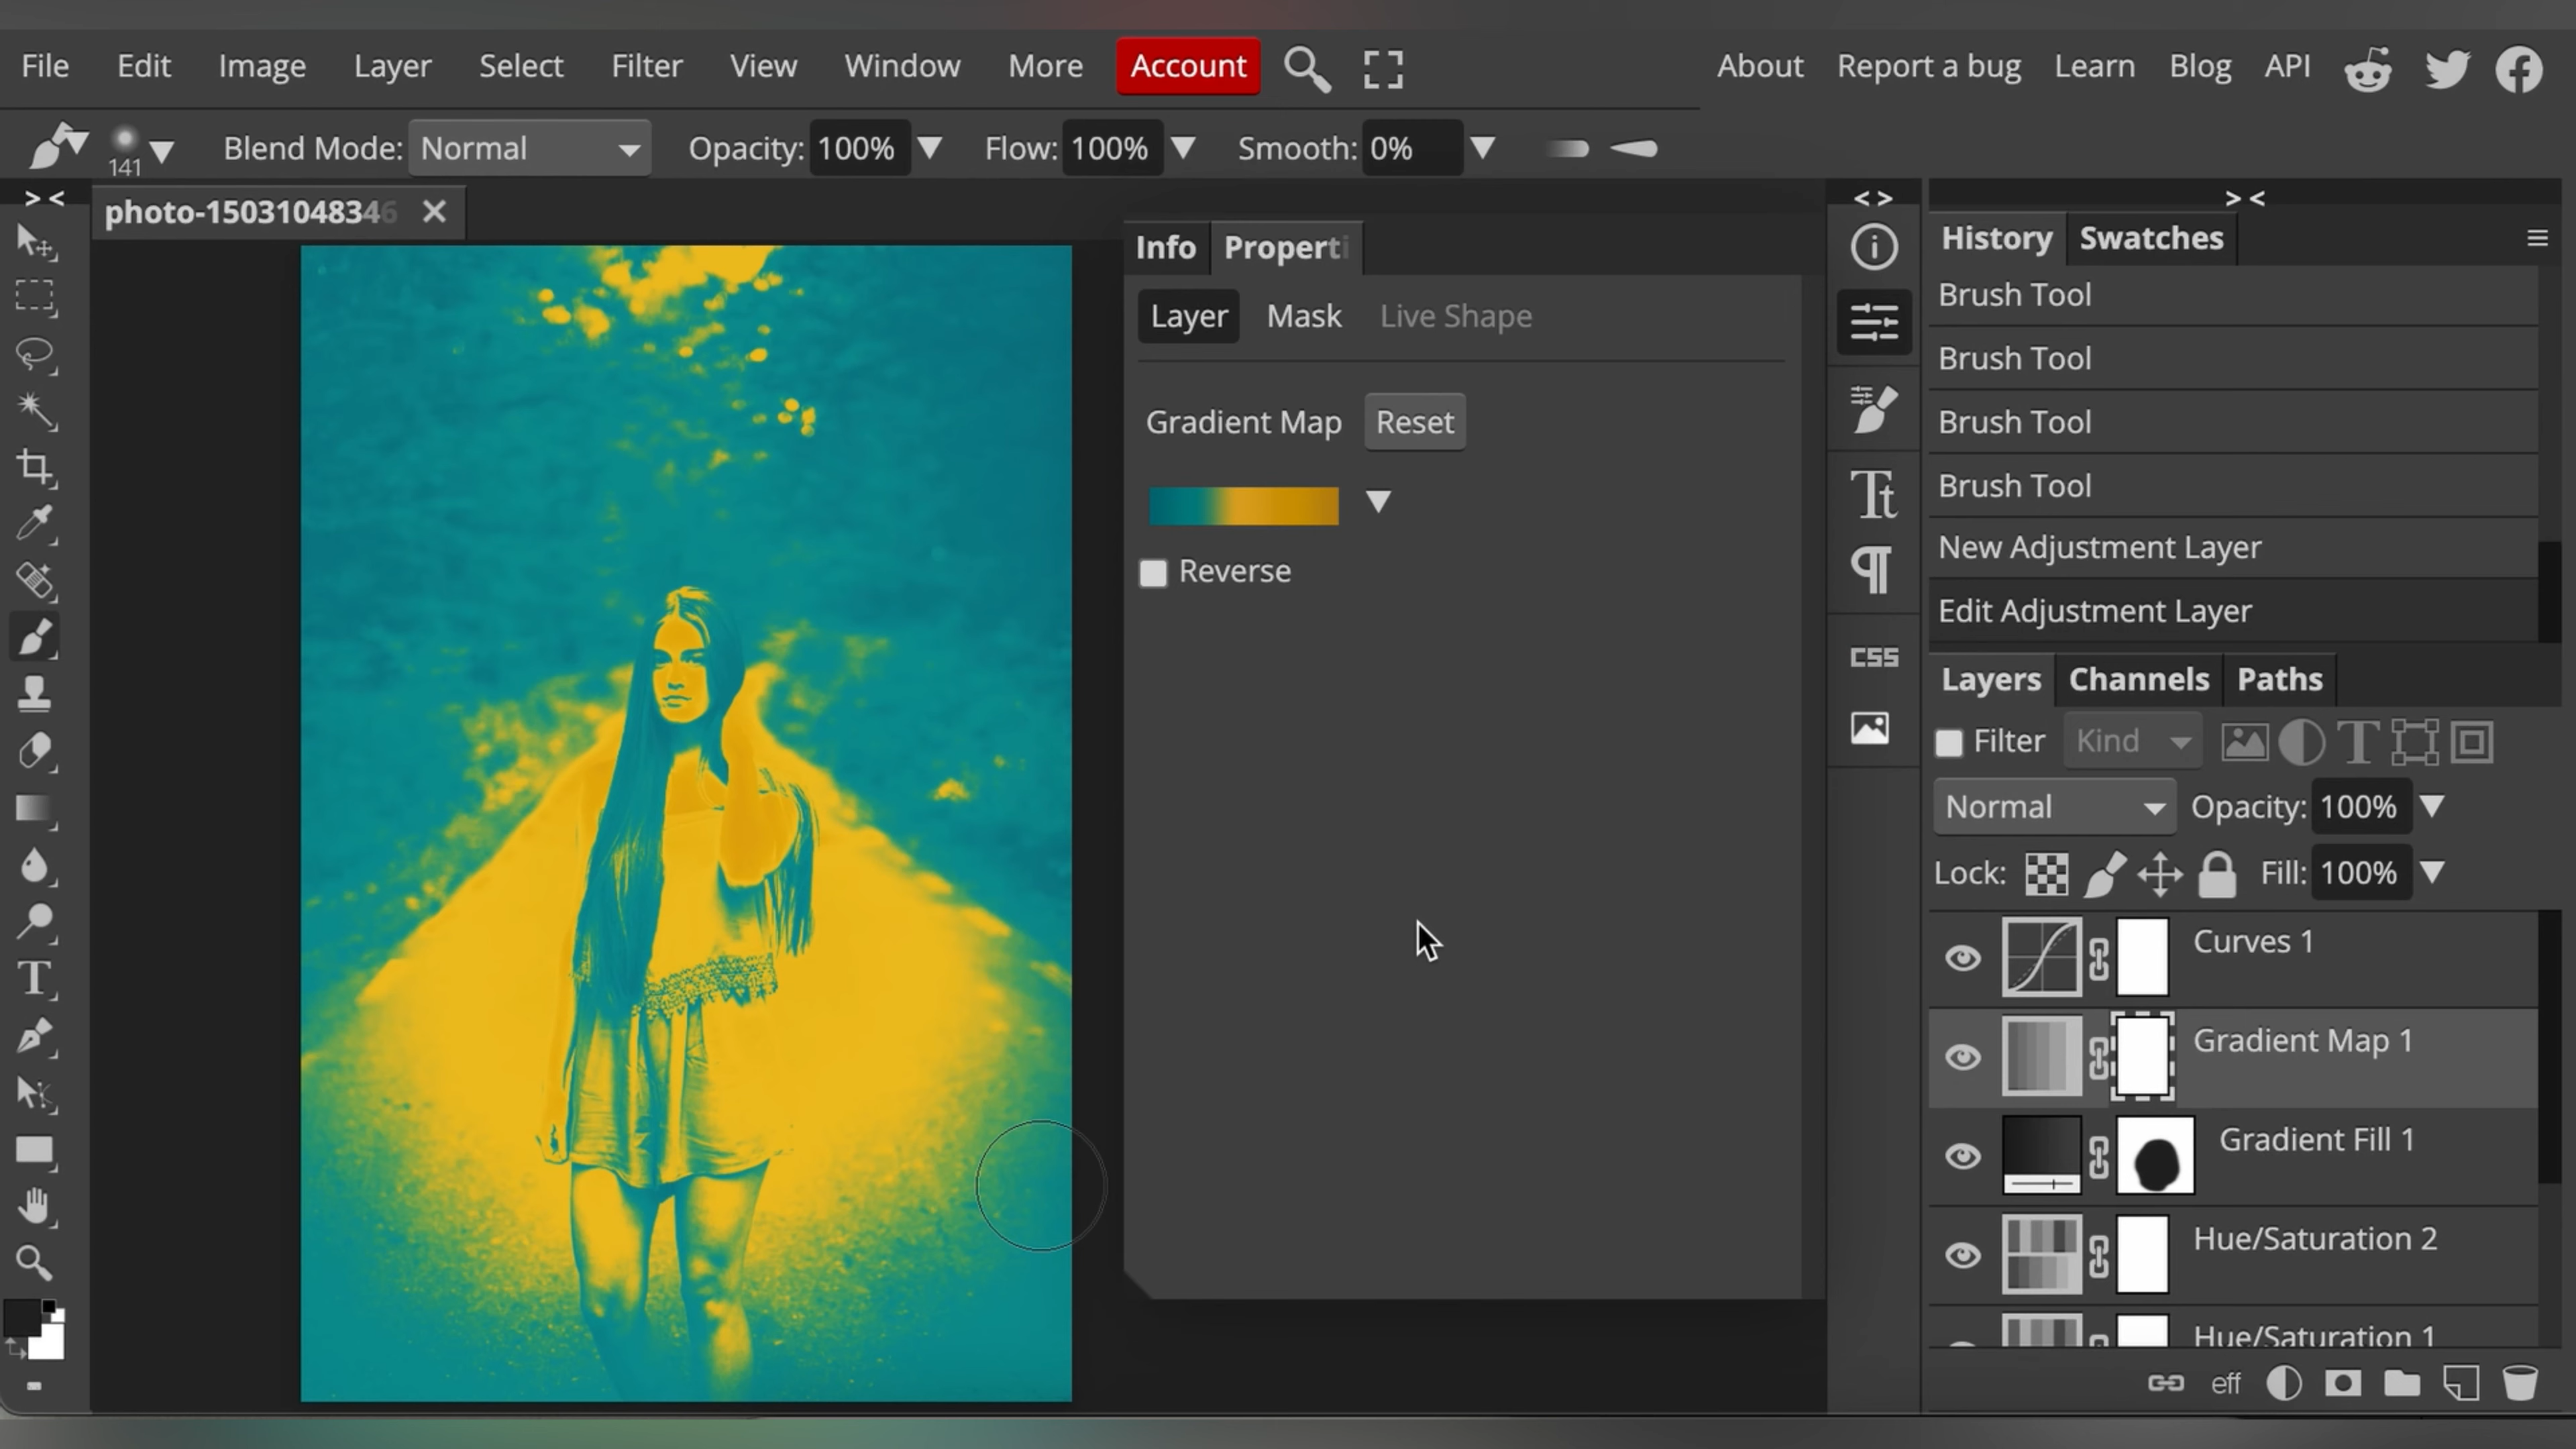 File Edit Image Layer Select Filter View Window More Account About Report a bug Learn Blog API
141 Blend Mode: Normal Opacity: 100% Flow: 100% Smooth: 0%
> < photo-15031048346 < > > <
Info Properti
History Swatches
Layer Mask Live Shape
Brush Tool
Brush Tool
Gradient Map Reset
Brush Tool
Brush Tool
Reverse
New Adjustment Layer
Edit Adjustment Layer
CSS
Layers Channels Paths
Filter Kind
Normal Opacity: 100%
Lock: Fill: 100%
Curves 1
Gradient Map 1
Gradient Fill 1
Hue/Saturation 2
Hue/Saturation 1
eff